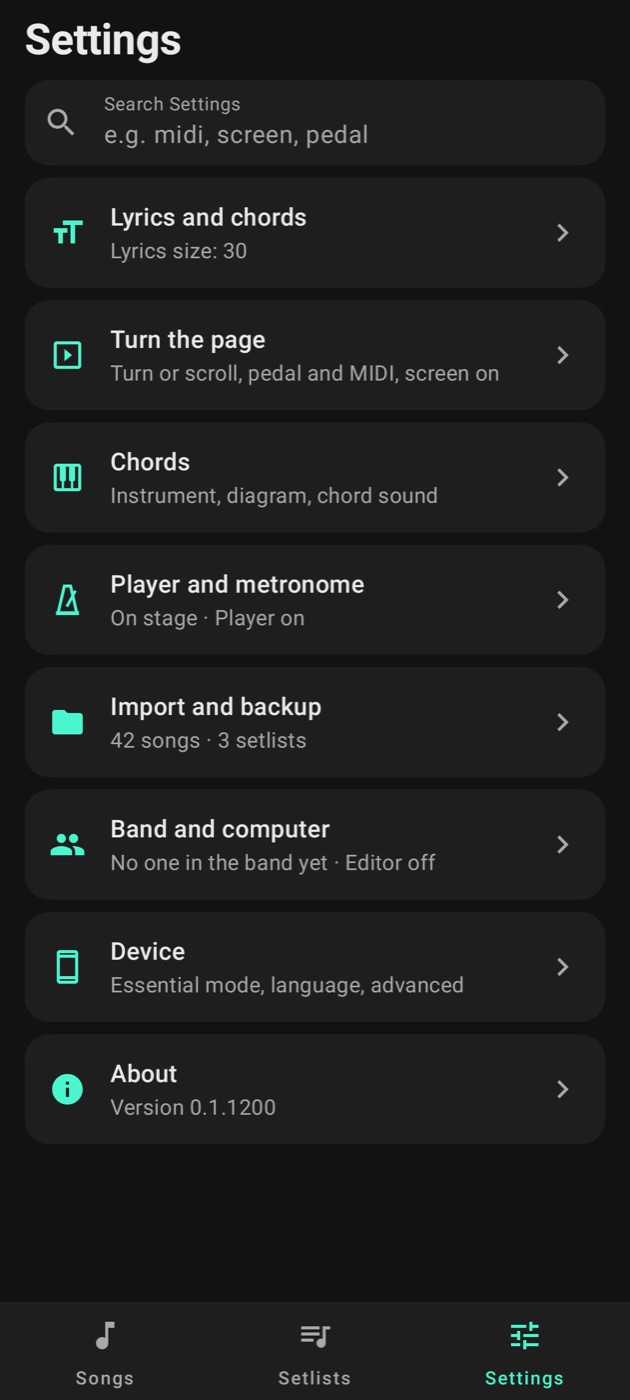 Settings
Search Settings
e.g. midi, screen, pedal
Lyrics and chords
Lyrics size: 30
Turn the page
Turn or scroll, pedal and MIDI, screen on
Chords
Instrument, diagram, chord sound
Player and metronome
On stage · Player on
Import and backup
42 songs · 3 setlists
Band and computer
No one in the band yet · Editor off
Device
Essential mode, language, advanced
About
Version 0.1.1200
Songs
Setlists
Settings